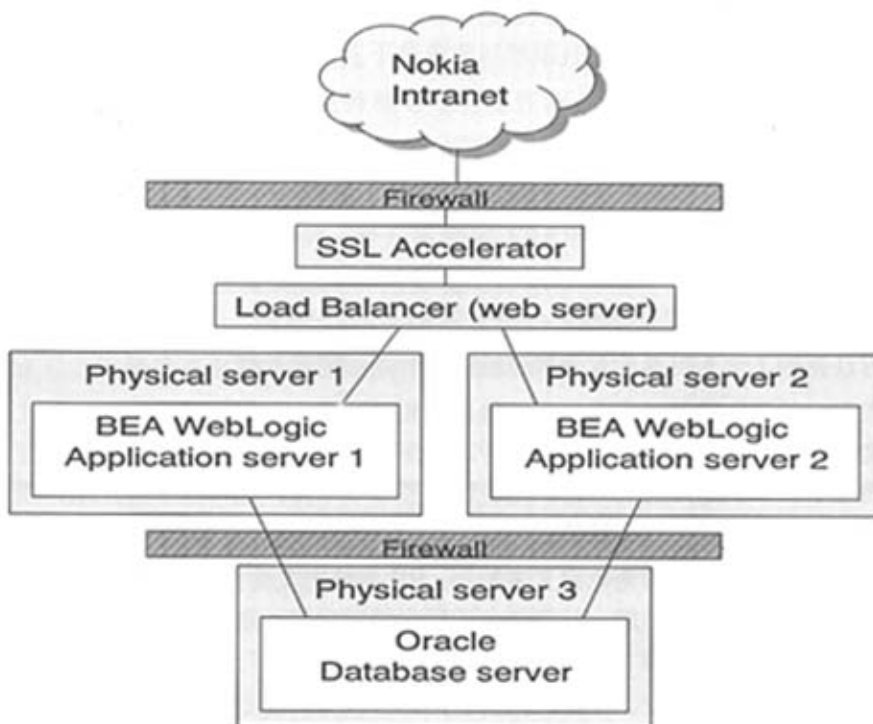 Nokia
Intranet
Firewall
SSL Accelerator
Load Balancer (web server)
Physical server 1
BEA WebLogic
Application server 1
Physical server 2
BEA WebLogic
Application server 2
Firewall
Physical server 3
Oracle
Database server